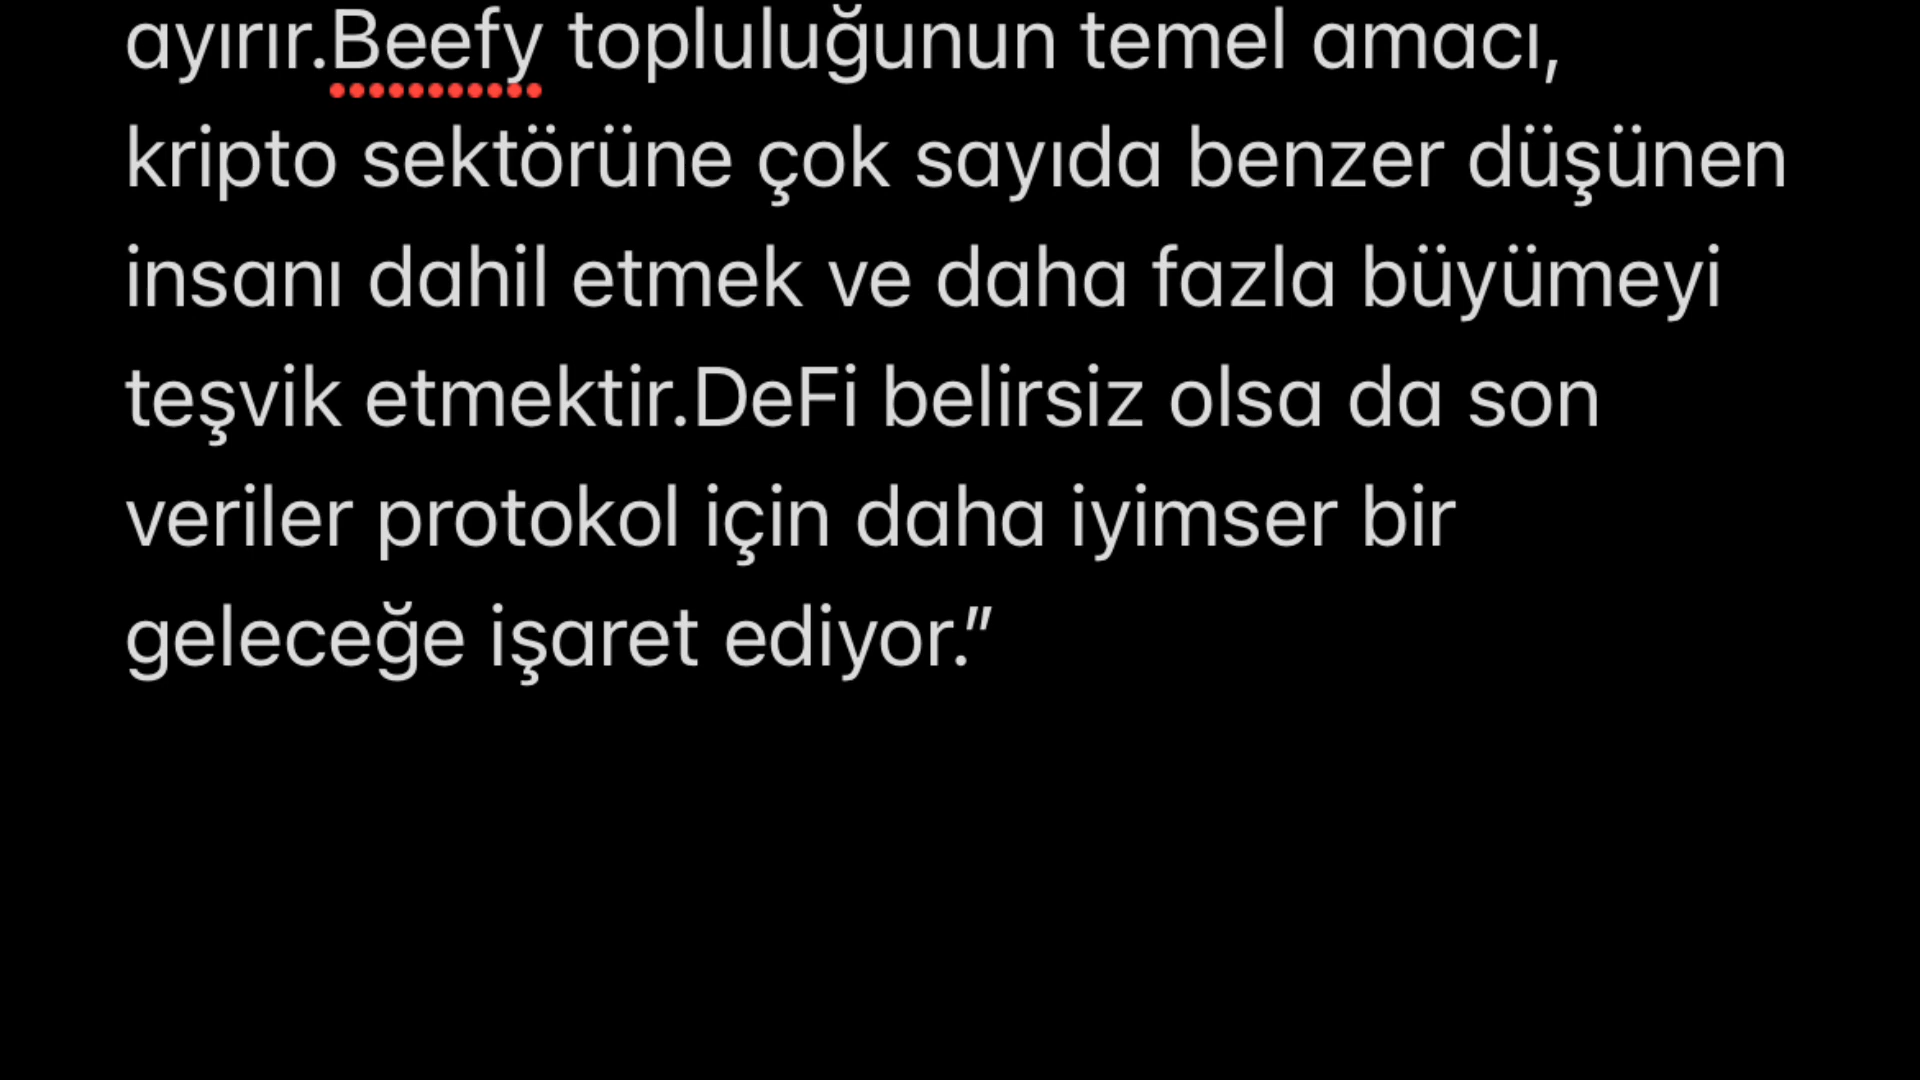 ayırır.Beefy topluluğunun temel amacı,
kripto sektörüne çok sayıda benzer düşünen
insanı dahil etmek ve daha fazla büyümeyi
teşvik etmektir.DeFi belirsiz olsa da son
veriler protokol için daha iyimser bir
geleceğe işaret ediyor.”